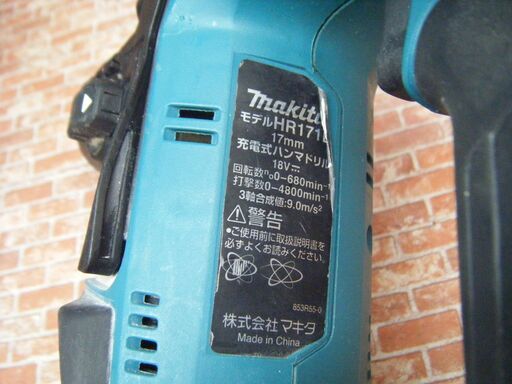 makita
モデルHR171
17mm
充電式ハンマドリル
18V⎓
回転数n₀0-680min⁻¹
打撃数0-4800min⁻¹
3軸合成値:9.0m/s²
⚠警告
●ご使用前に取扱説明書を
必ずよくお読みください。
853R55-0
株式会社 マキタ
Made in China